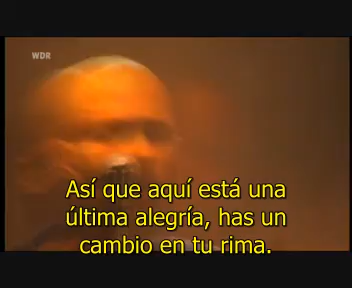 WDR
Así que aquí está una
última alegría, has un
cambio en tu rima.